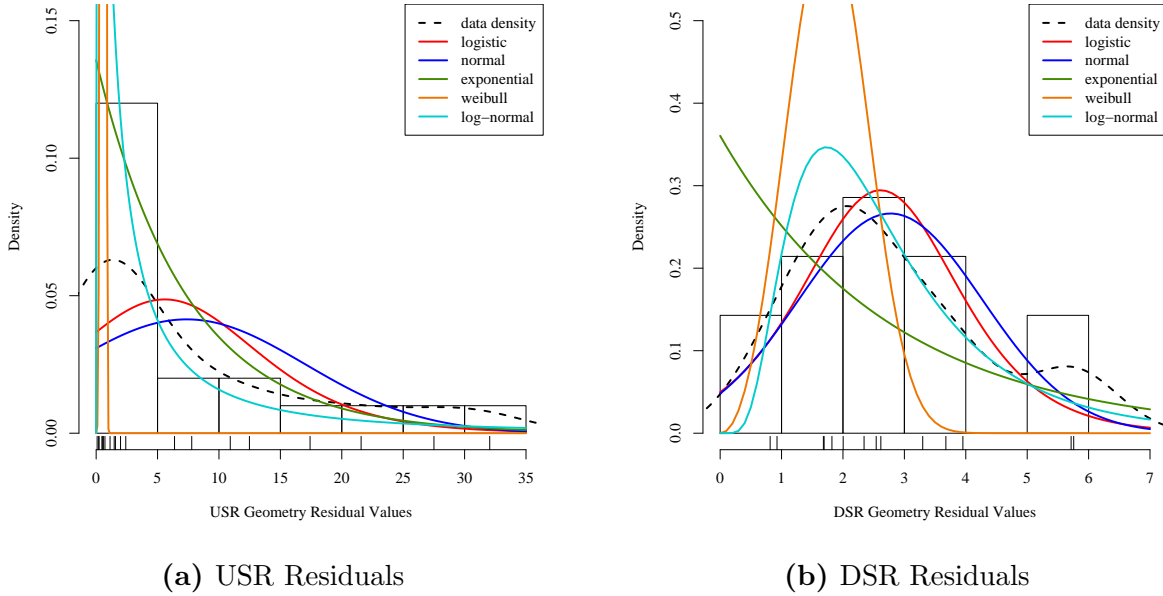 0.15
0.10
0.05
0.00
Density
data density
logistic
normal
exponential
weibull
log−normal
0 5 10 15 20 25 30 35
USR Geometry Residual Values
(a) USR Residuals
0.5
0.4
0.3
0.2
0.1
0.0
Density
data density
logistic
normal
exponential
weibull
log−normal
0 1 2 3 4 5 6 7
DSR Geometry Residual Values
(b) DSR Residuals